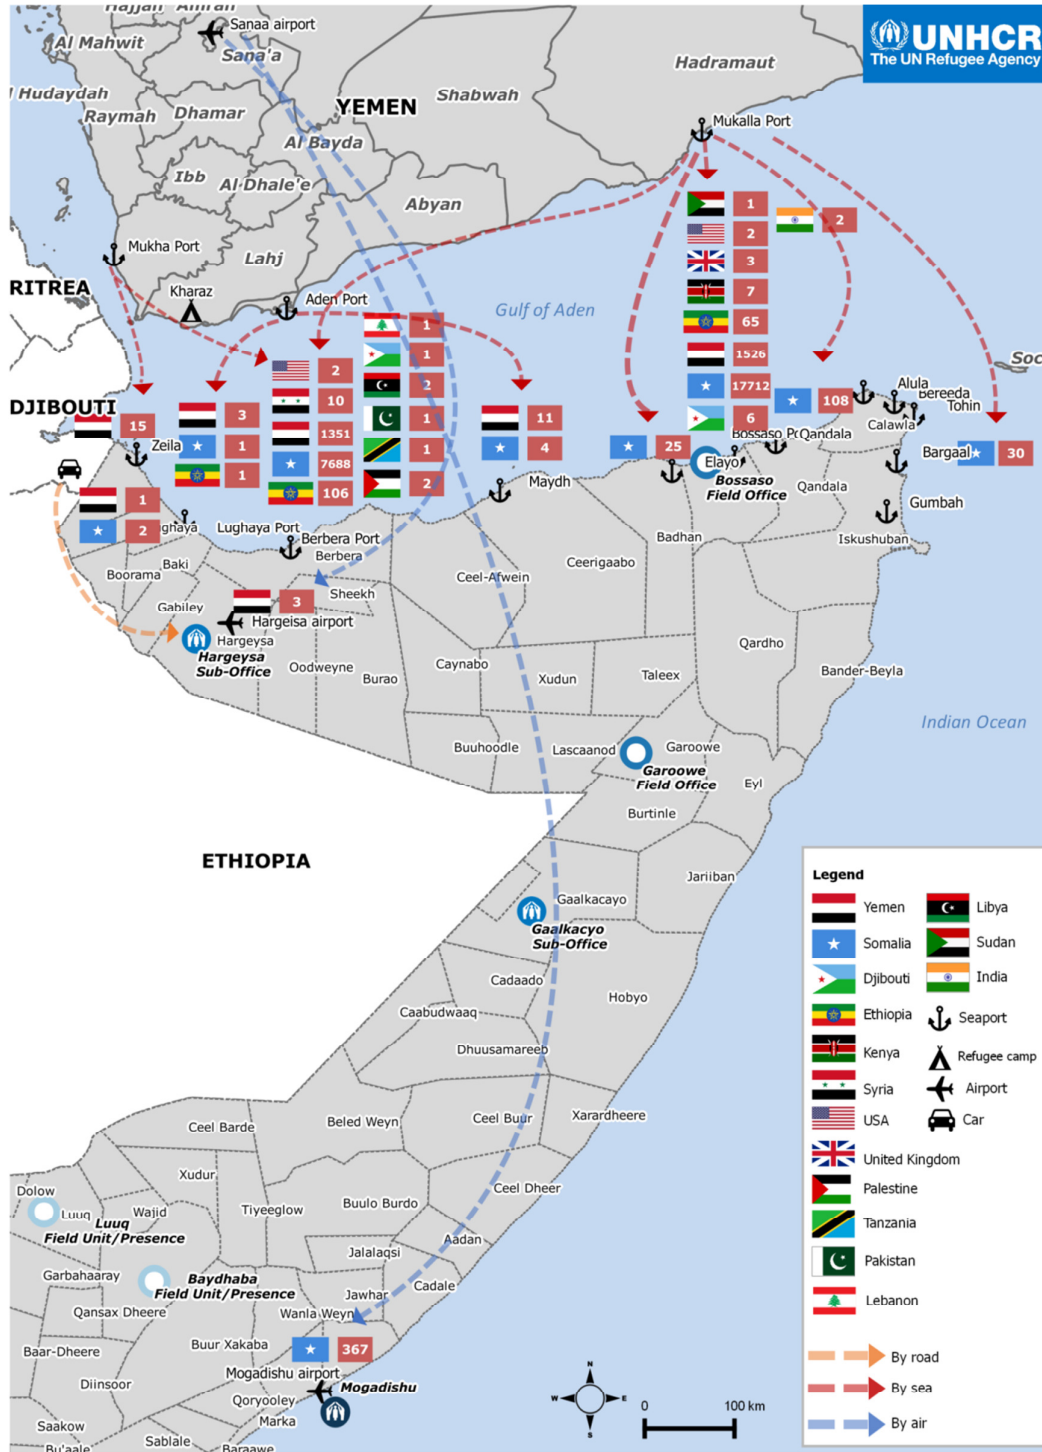 Hajjah
Amran
Sanaa airport
Al Mahwit
Sana'a
Hadramaut
UNHCR
The UN Refugee Agency
l Hudaydah
Shabwah
Raymah
Dhamar
YEMEN
Mukalla Port
Al Bayda
Ibb
Al Dhale'e
Abyan
1
2
2
Mukha Port
Lahj
3
RITREA
Kharaz
7
Aden Port
Gulf of Aden
1
65
1
1526
Soc
2
2
17712
Alula
10
1
108
Bereeda
Tohin
DJIBOUTI
15
3
11
6
Calawla
1351
1
Bossaso Po
Qandala
Zeila
1
7688
4
25
Elayo
Bargaal
30
1
106
2
Maydh
Bossaso
Field Office
Qandala
1
Gumbah
2
ghaya
Lughaya Port
Berbera Port
Badhan
Iskushuban
Baki
Berbera
Ceerigaabo
Boorama
Ceel-Afwein
Sheekh
Gabiley
3
Hargeisa airport
Hargeysa
Qardho
Hargeysa
Sub-Office
Oodweyne
Caynabo
Burao
Xudun
Taleex
Bander-Beyla
Indian Ocean
Buuhoodle
Lascaanod
Garoowe
Garoowe
Field Office
Eyl
Burtinle
ETHIOPIA
Jariiban
Gaalkacayo
Gaalkacyo
Sub-Office
Cadaado
Hobyo
Caabudwaaq
Dhuusamareeb
Ceel Barde
Beled Weyn
Ceel Buur
Xarardheere
Xudur
Dolow
Luuq
Wajid
Tiyeeglow
Buulo Burdo
Ceel Dheer
Luuq
Field Unit/Presence
Aadan
Jalalaqsi
Garbahaaray
Baydhaba
Field Unit/Presence
Cadale
Jawhar
Qansax Dheere
Wanla Weyn
Baar-Dheere
Buur Xakaba
367
Mogadishu airport
Diinsoor
Mogadishu
Qoryooley
Marka
Saakow
Sablale
Bu'aale
Baraawe
N
W
E
S
0
100 km
Legend
Yemen
Libya
Somalia
Sudan
Djibouti
India
Ethiopia
Seaport
Kenya
Refugee camp
Syria
Airport
USA
Car
United Kingdom
Palestine
Tanzania
Pakistan
Lebanon
By road
By sea
By air